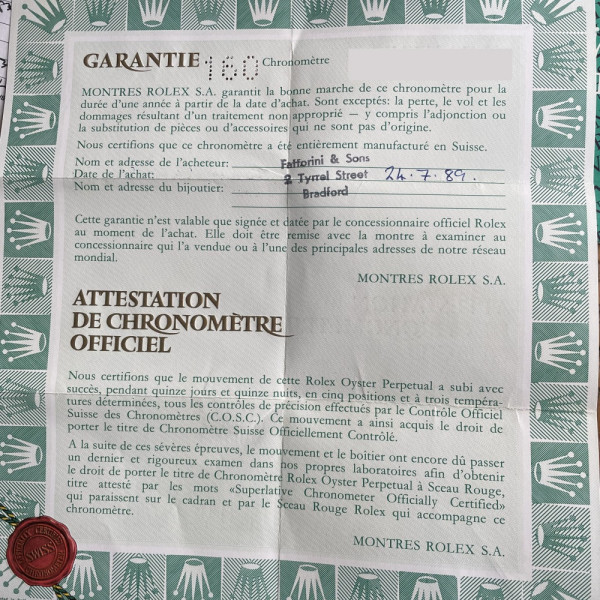 GARANTIE 160 Chronomètre
MONTRES ROLEX S.A. garantit la bonne marche de ce chronomètre pour la
durée d'une année à partir de la date d'achat. Sont exceptés: la perte, le vol et les
dommages résultant d'un traitement non approprié — y compris l'adjonction ou
la substitution de pièces ou d'accessoires qui ne sont pas d'origine.
Nous certifions que ce chronomètre a été entièrement manufacturé en Suisse.
Nom et adresse de l'acheteur: Fattorini & Sons
Date de l'achat: 2 Tyrrel Street 24.7.89.
Nom et adresse du bijoutier: Bradford
Cette garantie n'est valable que signée et datée par le concessionnaire officiel Rolex
au moment de l'achat. Elle doit être remise avec la montre à examiner au
concessionnaire qui l'a vendue ou à l'une des principales adresses de notre réseau
mondial.
MONTRES ROLEX S.A.
ATTESTATION
DE CHRONOMÈTRE
OFFICIEL
Nous certifions que le mouvement de cette Rolex Oyster Perpetual a subi avec
succès, pendant quinze jours et quinze nuits, en cinq positions et à trois tempéra-
tures déterminées, tous les contrôles de précision effectués par le Contrôle Officiel
Suisse des Chronomètres (C.O.S.C.). Ce mouvement a ainsi acquis le droit de
porter le titre de Chronomètre Suisse Officiellement Contrôlé.
A la suite de ces sévères épreuves, le mouvement et le boitier ont encore dû passer
un dernier et rigoureux examen dans nos propres laboratoires afin d'obtenir
le droit de porter le titre de Chronomètre Rolex Oyster Perpetual à Sceau Rouge,
titre attesté par les mots «Superlative Chronometer Officially Certified»
qui paraissent sur le cadran et par le Sceau Rouge Rolex qui accompagne ce
chronomètre.
MONTRES ROLEX S.A.
SWISS